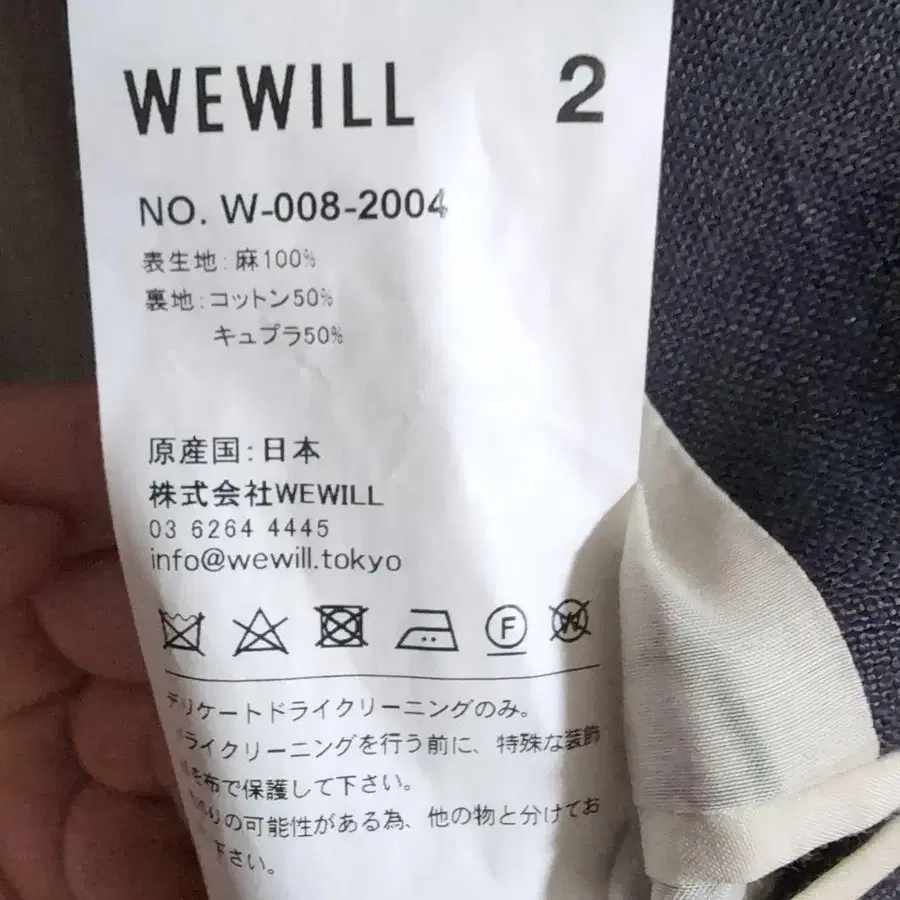 WEWILL 2
NO. W-008-2004
表生地:麻100%
裏地:コットン50%
キュプラ50%
原産国:日本
株式会社WEWILL
03 6264 4445
info@wewill.tokyo
F
W
デリケートドライクリーニングのみ。
ドライクリーニングを行う前に、特殊な装飾
を布で保護して下さい。
の可能性がある為、他の物と分けてお
下さい。